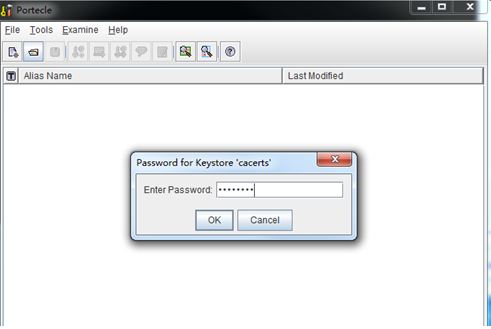 Portecle
File Tools Examine Help
T Alias Name Last Modified
Password for Keystore 'cacerts'
Enter Password: ••••••••
OK Cancel